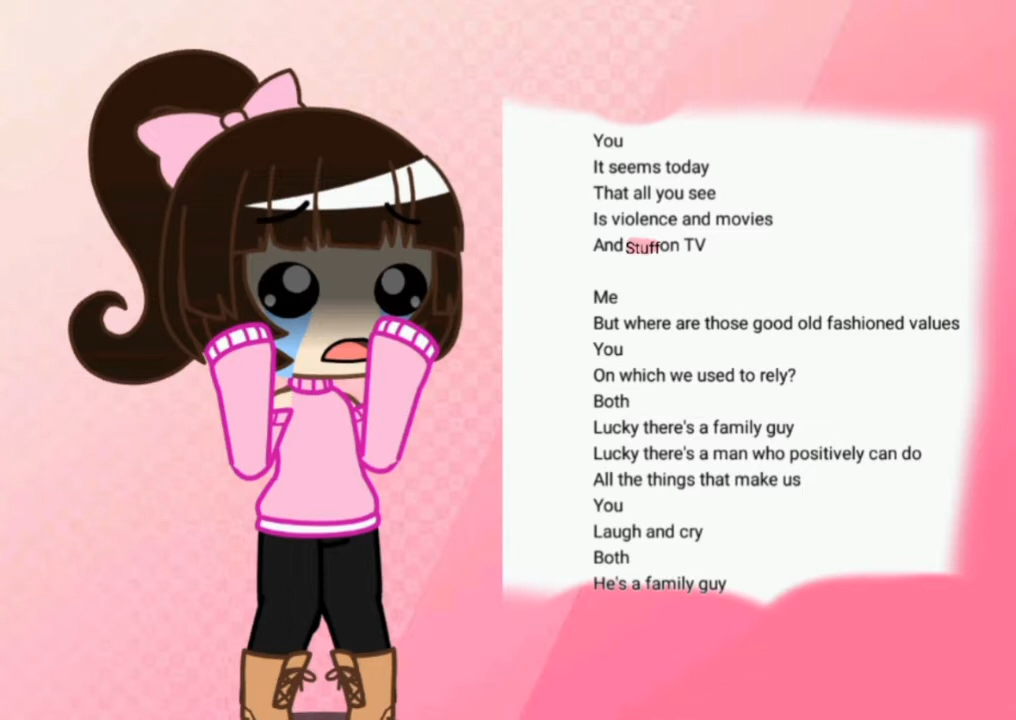 You
It seems today
That all you see
Is violence and movies
And Stuff on TV
Me
But where are those good old fashioned values
You
On which we used to rely?
Both
Lucky there's a family guy
Lucky there's a man who positively can do
All the things that make us
You
Laugh and cry
Both
He's a family guy